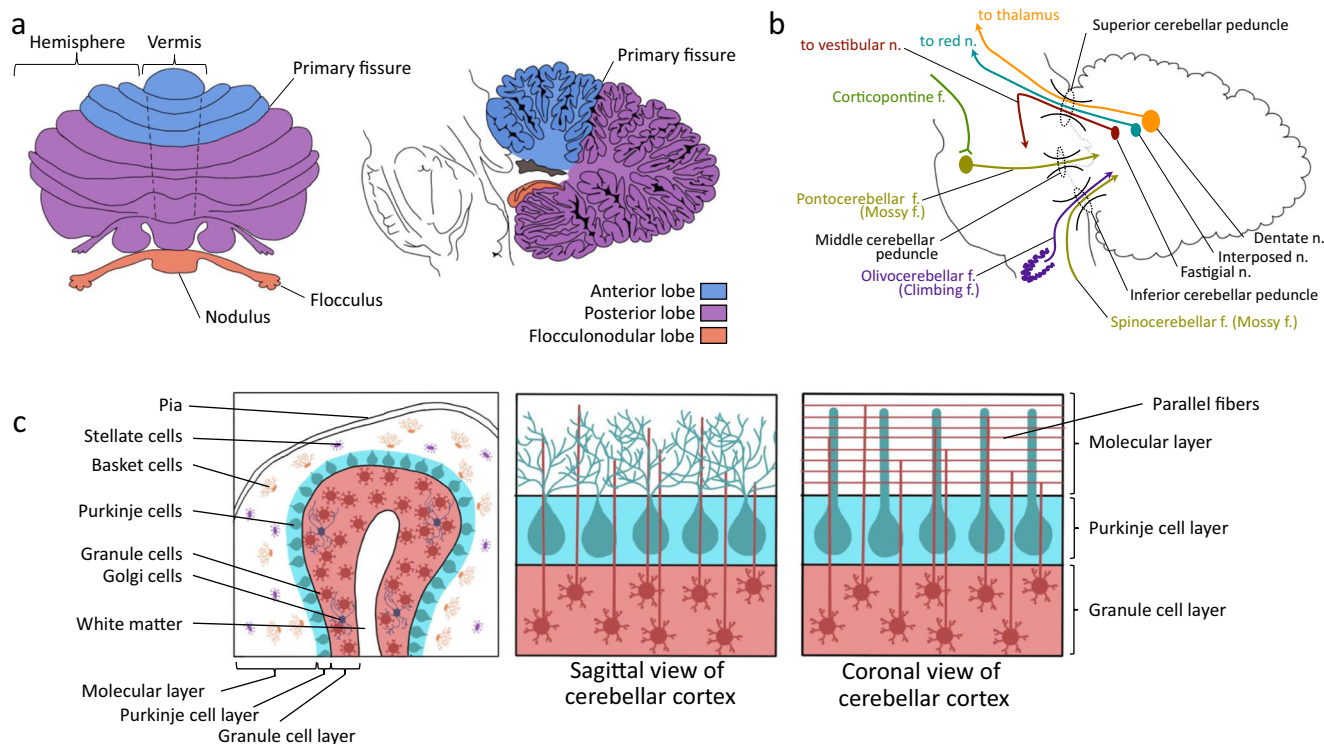 a
Hemisphere
Vermis
Primary fissure
Primary fissure
Flocculus
Nodulus
Anterior lobe
Posterior lobe
Flocculonodular lobe
b
to thalamus
Superior cerebellar peduncle
to vestibular n.
to red n.
Corticopontine f.
Pontocerebellar f.
(Mossy f.)
Middle cerebellar
peduncle
Olivocerebellar f.
(Climbing f.)
Dentate n.
Interposed n.
Fastigial n.
Inferior cerebellar peduncle
Spinocerebellar f. (Mossy f.)
c
Pia
Stellate cells
Basket cells
Purkinje cells
Granule cells
Golgi cells
White matter
Molecular layer
Purkinje cell layer
Granule cell layer
Sagittal view of
cerebellar cortex
Coronal view of
cerebellar cortex
Parallel fibers
Molecular layer
Purkinje cell layer
Granule cell layer